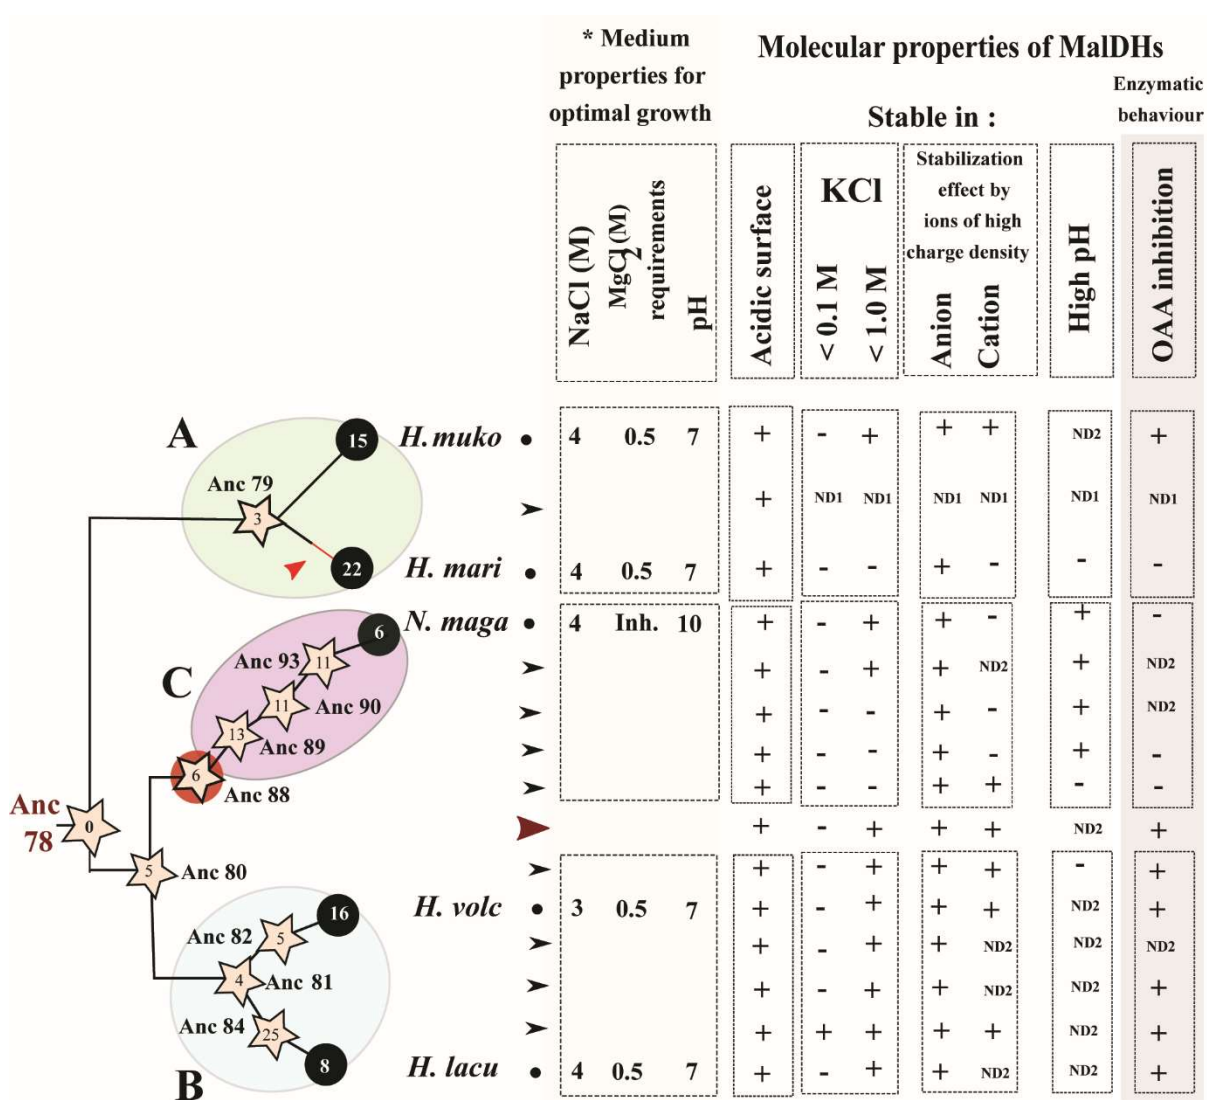 * Medium
properties for
optimal growth
Molecular properties of MalDHs
Enzymatic
behaviour
Stable in :
NaCl (M)
MgCl2 (M)
requirements
pH
Acidic surface
KCl
< 0.1 M
< 1.0 M
Stabilization
effect by
ions of high
charge density
Anion
Cation
High pH
OAA inhibition
A
15 H. muko • 4 0.5 7 + - + + + ND2 +
Anc 79
3 + ND1 ND1 ND1 ND1 ND1 ND1
22 H. mari • 4 0.5 7 + - - + - - -
6 N. maga • 4 Inh. 10 + - + + - + -
Anc 93 11 + - + + ND2 + ND2
C
11 Anc 90 + - - + - + ND2
13 Anc 89 + - - + - + -
6 Anc 88 + - - + + - -
Anc
78
0 + - + + + ND2 +
5 Anc 80 + - + + + - +
16 H. volc • 3 0.5 7 + - + + + ND2 +
Anc 82 5 + - + + ND2 ND2 ND2
4 Anc 81 + - + + ND2 ND2 +
Anc 84 25 + + + + + ND2 +
8 H. lacu • 4 0.5 7 + - + + ND2 ND2 +
B